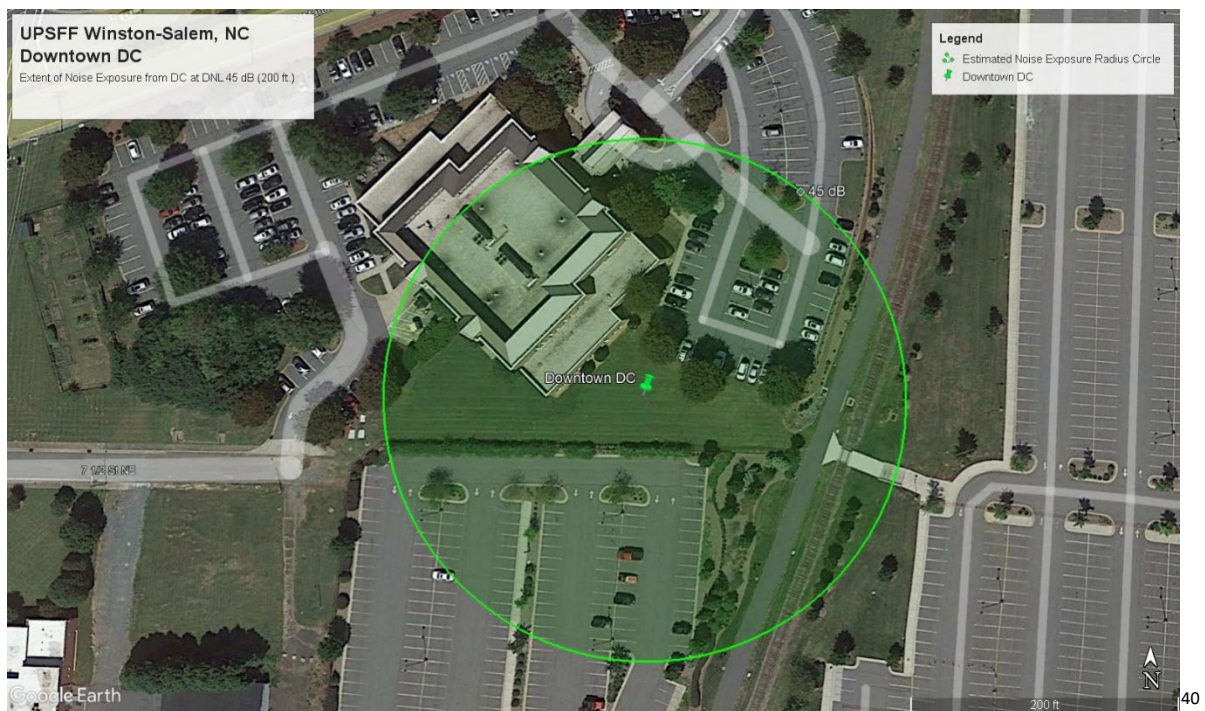 UPSFF Winston-Salem, NC
Downtown DC
Extent of Noise Exposure from DC at DNL 45 dB (200 ft.)
Legend
Estimated Noise Exposure Radius Circle
Downtown DC
45 dB
Downtown DC
7 1/2 St NE
Google Earth
N
200 ft
40